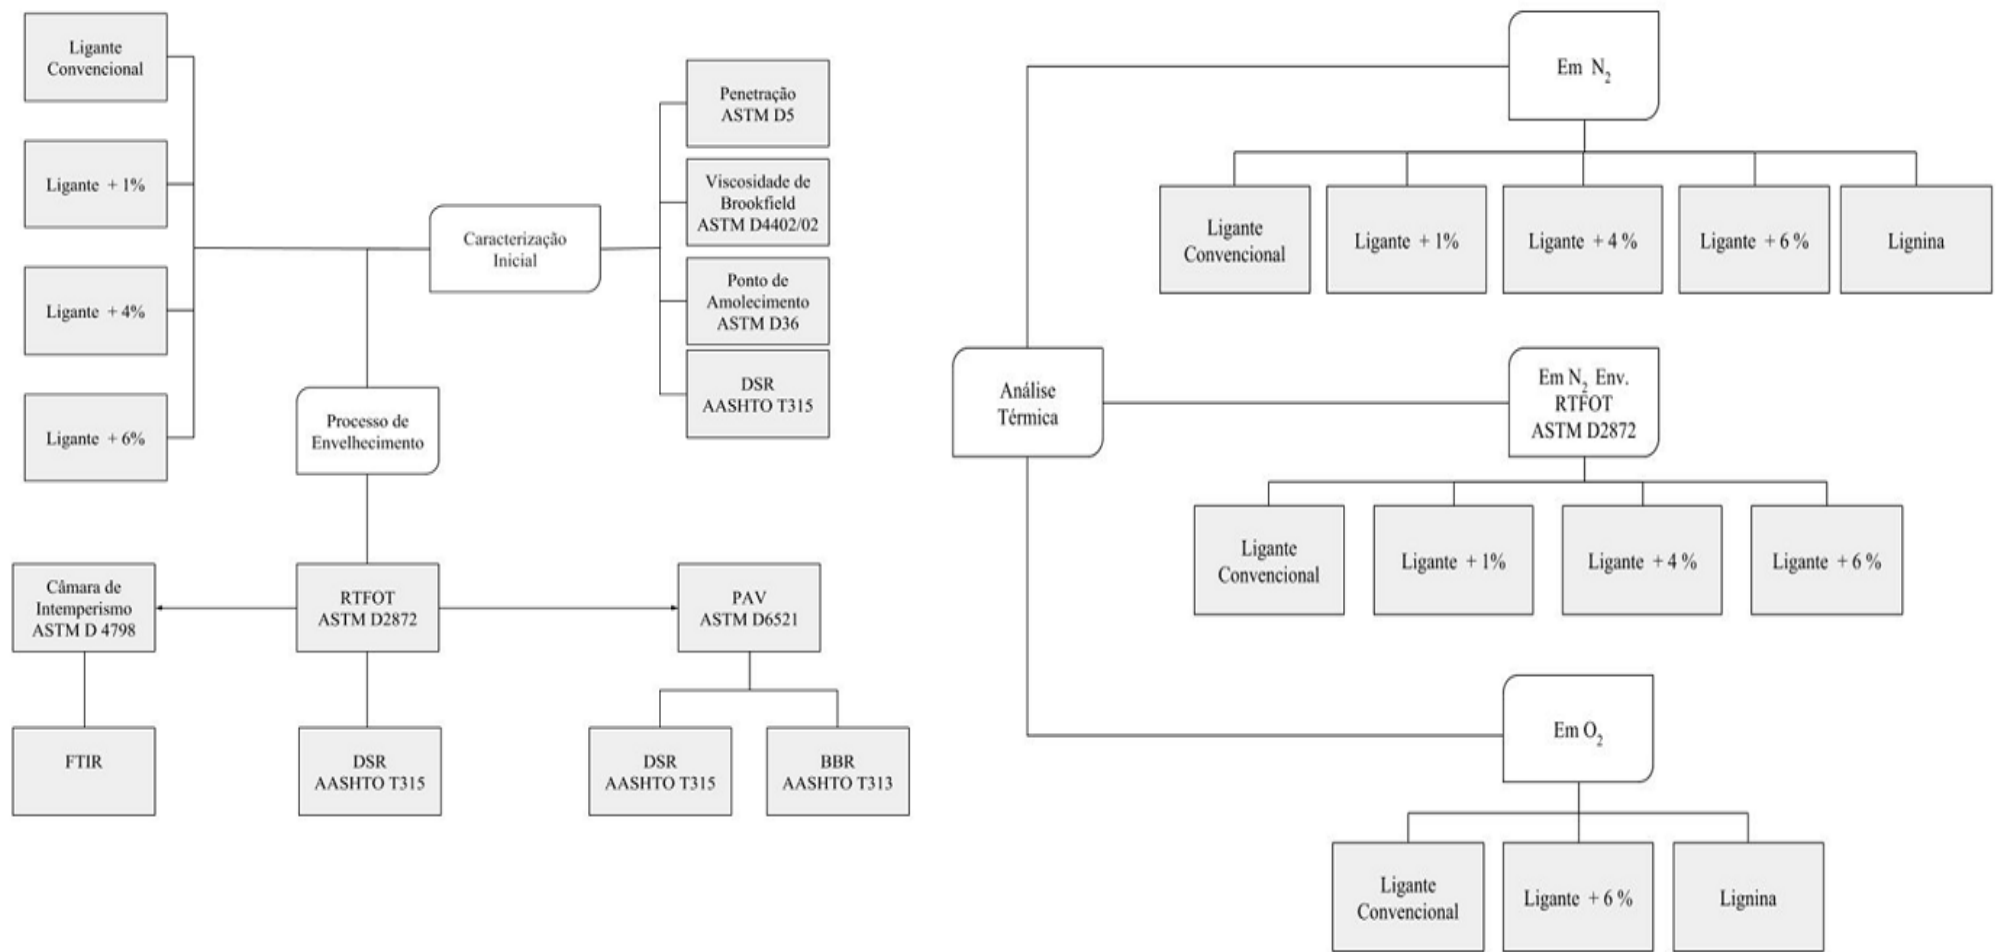 Ligante
Convencional
Ligante + 1%
Ligante + 4%
Ligante + 6%
Caracterização
Inicial
Penetração
ASTM D5
Viscosidade de
Brookfield
ASTM D4402/02
Ponto de
Amolecimento
ASTM D36
DSR
AASHTO T315
Processo de
Envelhecimento
Câmara de
Intemperismo
ASTM D 4798
RTFOT
ASTM D2872
PAV
ASTM D6521
FTIR
DSR
AASHTO T315
DSR
AASHTO T315
BBR
AASHTO T313
Análise
Térmica
Em N₂
Ligante
Convencional
Ligante + 1%
Ligante + 4 %
Ligante + 6 %
Lignina
Em N₂ Env.
RTFOT
ASTM D2872
Ligante
Convencional
Ligante + 1%
Ligante + 4 %
Ligante + 6 %
Em O₂
Ligante
Convencional
Ligante + 6 %
Lignina